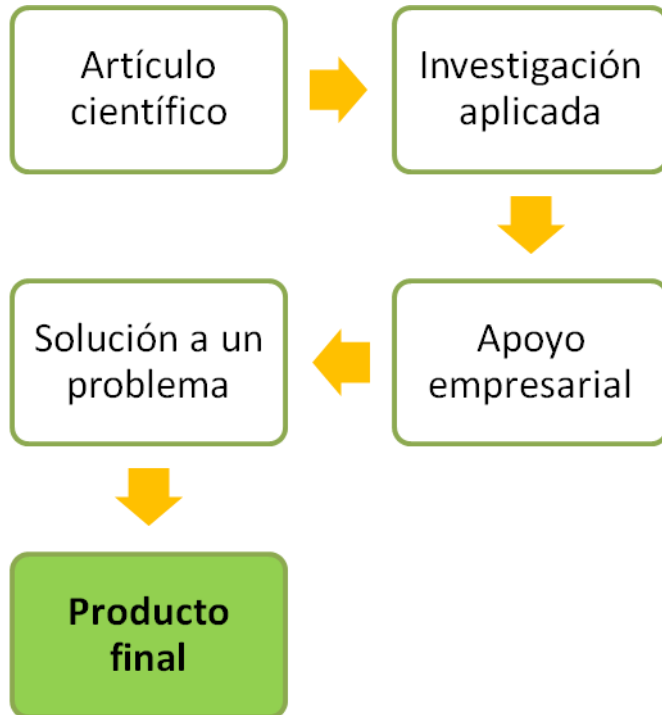 Artículo
científico
Investigación
aplicada
Apoyo
empresarial
Solución a un
problema
Producto
final